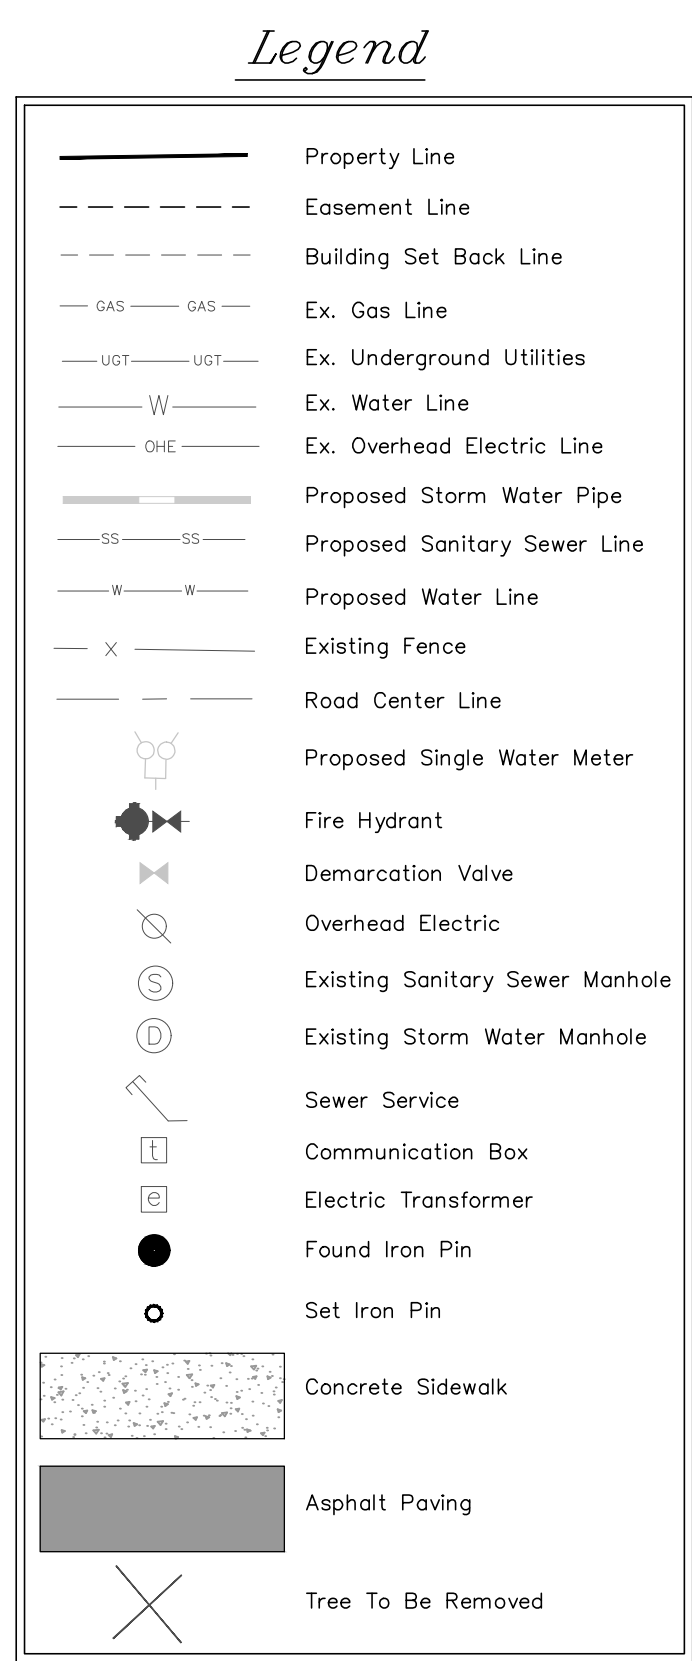 Legend
Property Line
Easement Line
Building Set Back Line
GAS GAS Ex. Gas Line
UGT UGT Ex. Underground Utilities
W Ex. Water Line
OHE Ex. Overhead Electric Line
Proposed Storm Water Pipe
SS SS Proposed Sanitary Sewer Line
W W Proposed Water Line
X Existing Fence
Road Center Line
Proposed Single Water Meter
Fire Hydrant
Demarcation Valve
Overhead Electric
S Existing Sanitary Sewer Manhole
D Existing Storm Water Manhole
Sewer Service
t Communication Box
e Electric Transformer
Found Iron Pin
Set Iron Pin
Concrete Sidewalk
Asphalt Paving
Tree To Be Removed